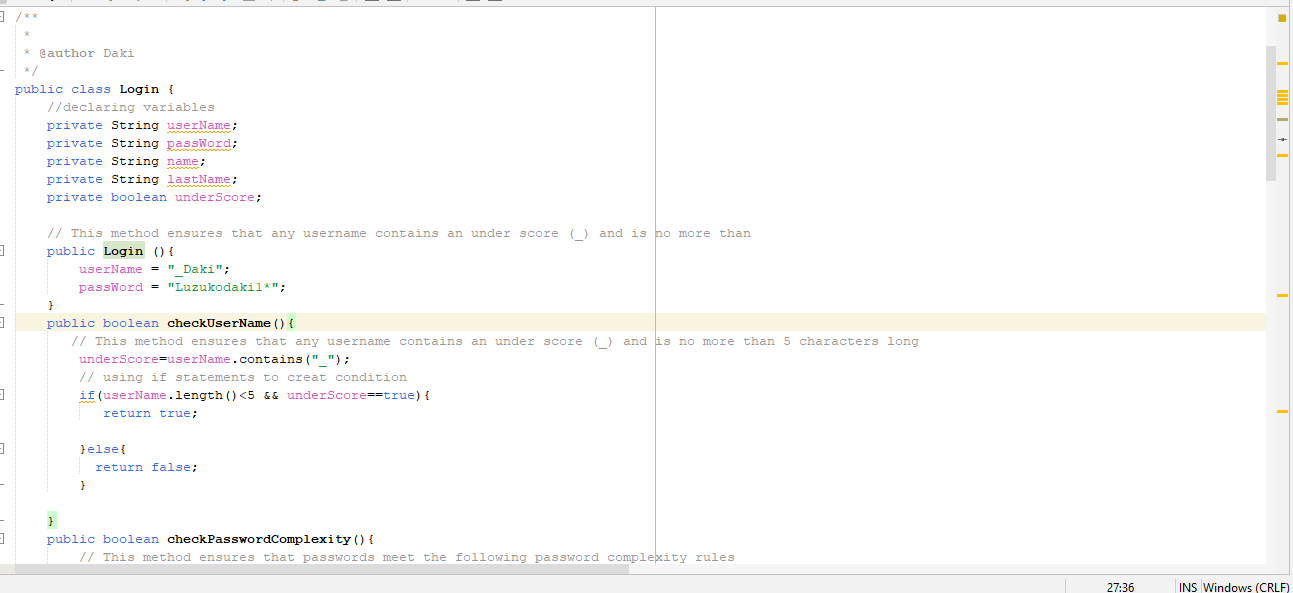 /**
 *
 * @author Daki
 */
public class Login {
    //declaring variables
    private String userName;
    private String passWord;
    private String name;
    private String lastName;
    private boolean underScore;

    // This method ensures that any username contains an under score (_) and is no more than
    public Login (){
        userName = "_Daki";
        passWord = "Luzukodaki1*";
    }
    public boolean checkUserName(){
       // This method ensures that any username contains an under score (_) and is no more than 5 characters long
        underScore=userName.contains("_");
        // using if statements to creat condition
        if(userName.length()<5 && underScore==true){
           return true;

        }else{
          return false;
        }

    }
    public boolean checkPasswordComplexity(){
        // This method ensures that passwords meet the following password complexity rules
27:36
INS
Windows (CRLF)